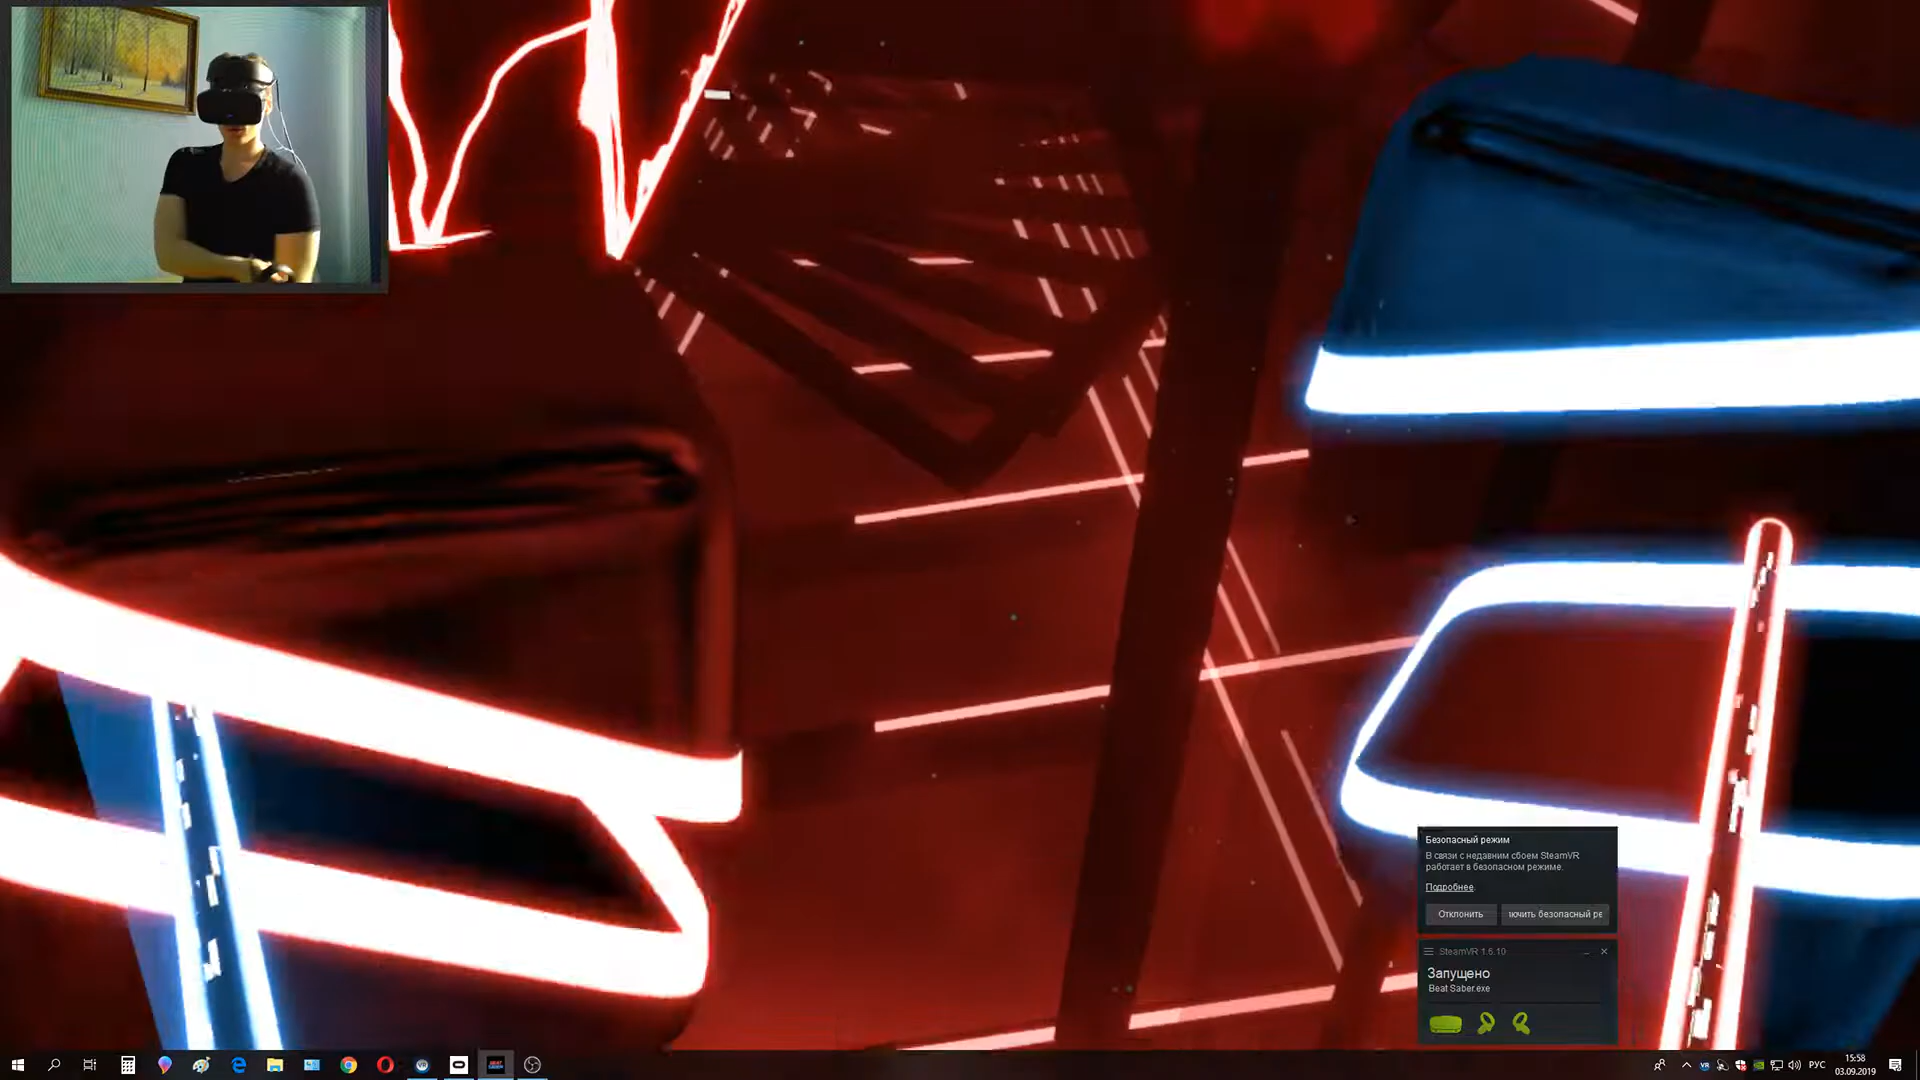 Безопасный режим
В связи с недавним сбоем SteamVR
работает в безопасном режиме.
Подробнее.
Отклонить
ючить безопасный ре
SteamVR 1.6.10
Запущено
Beat Saber.exe
РУС
15:58
03.09.2019